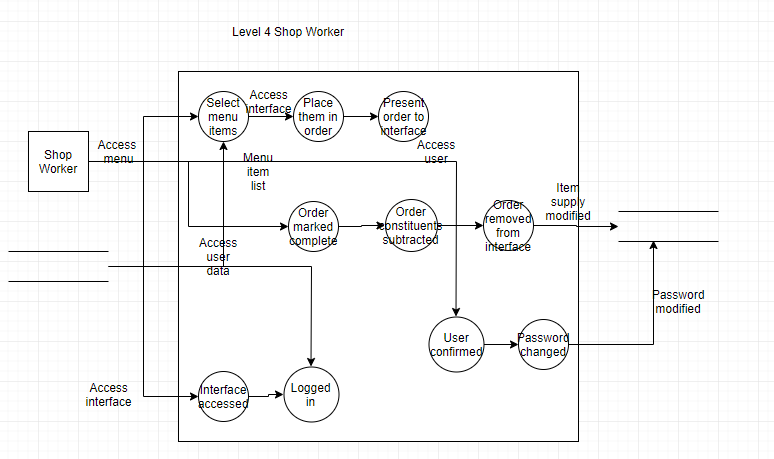 Level 4 Shop Worker
Select
menu
items
Access
interface
Place
them in
order
Present
order to
interface
Shop
Worker
Access
menu
Menu
item
list
Access
user
Item
supply
modified
Order
marked
complete
Order
constituents
subtracted
Order
removed
from
interface
Access
user
data
Password
modified
User
confirmed
Password
changed
Access
interface
Interface
accessed
Logged
in